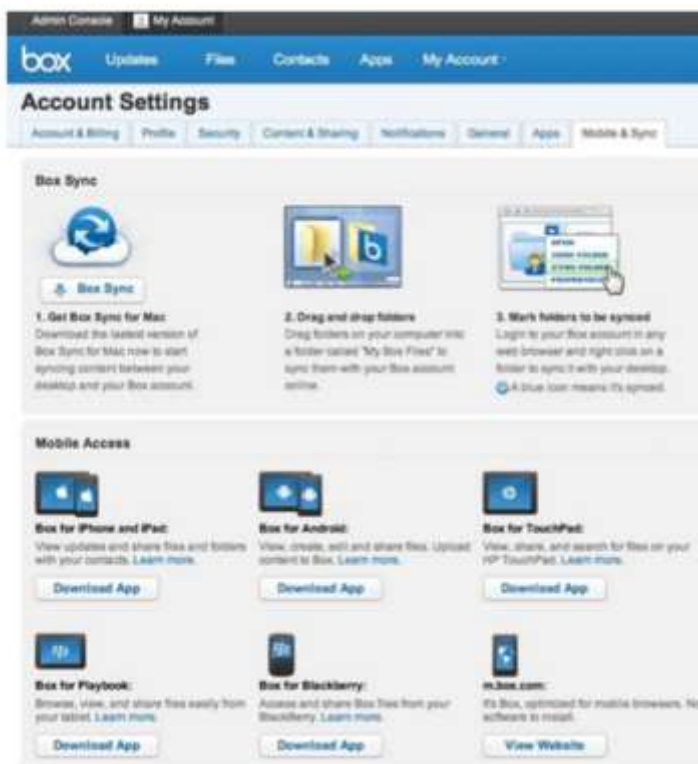 Admin Console My Account
box Updates Files Contacts Apps My Account
Account Settings
Account & Billing Profile Security Content & Sharing Notifications General Apps Mobile & Sync
Box Sync
OPEN
SYNC FOLDER
Box Sync
1. Get Box Sync for Mac
Download the lastest version of
Box Sync for Mac now to start
syncing content between your
desktop and your Box account.
2. Drag and drop folders
Drag folders on your computer into
a folder called "My Box Files" to
sync them with your Box account
online.
3. Mark folders to be synced
Login to your Box account in any
web browser and right click on a
folder to sync it with your desktop.
A blue icon means it's synced.
Mobile Access
Box for iPhone and iPad:
View updates and share files and folders
with your contacts. Learn more.
Download App
Box for Android:
View, create, edit and share files. Upload
content to Box. Learn more.
Download App
Box for TouchPad:
View, share, and search for files on your
HP TouchPad. Learn more.
Download App
Box for Playbook:
Browse, view, and share files easily from
your tablet. Learn more.
Download App
Box for Blackberry:
Access and share Box files from your
BlackBerry. Learn more.
Download App
m.box.com:
It's Box, optimized for mobile browsers. No
software to install.
View Website